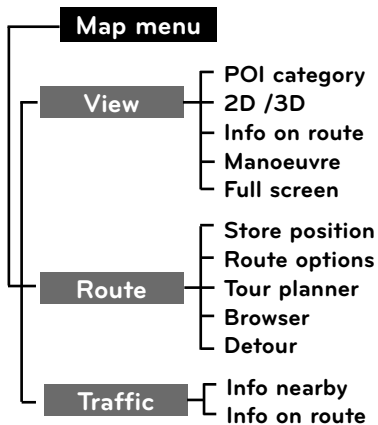 Map menu
View
POI category
2D /3D
Info on route
Manoeuvre
Full screen
Route
Store position
Route options
Tour planner
Browser
Detour
Traffic
Info nearby
Info on route